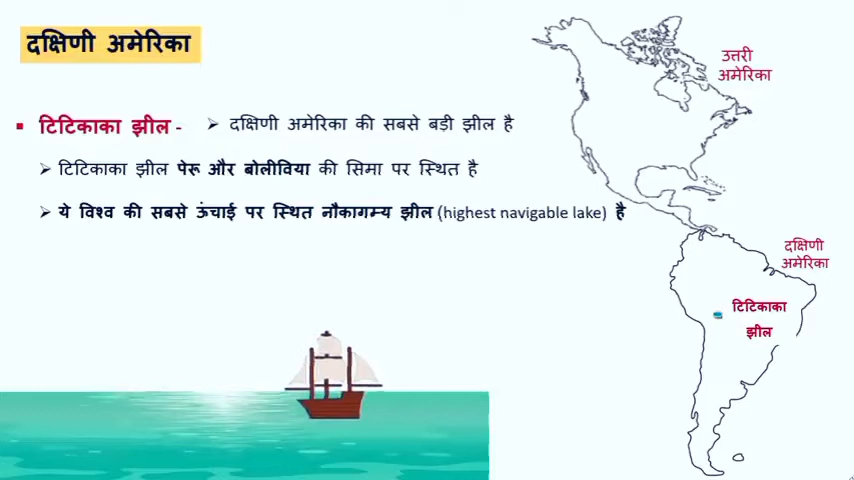 दक्षिणी अमेरिका
▪ टिटिकाका झील - ➢ दक्षिणी अमेरिका की सबसे बडी झील है
➢ टिटिकाका झील पेरू और बोलीविया की सिमा पर स्थित है
➢ ये विश्व की सबसे ऊंचाई पर स्थित नौकागम्य झील (highest navigable lake) है
उत्तरी
अमेरिका
दक्षिणी
अमेरिका
टिटिकाका
झील